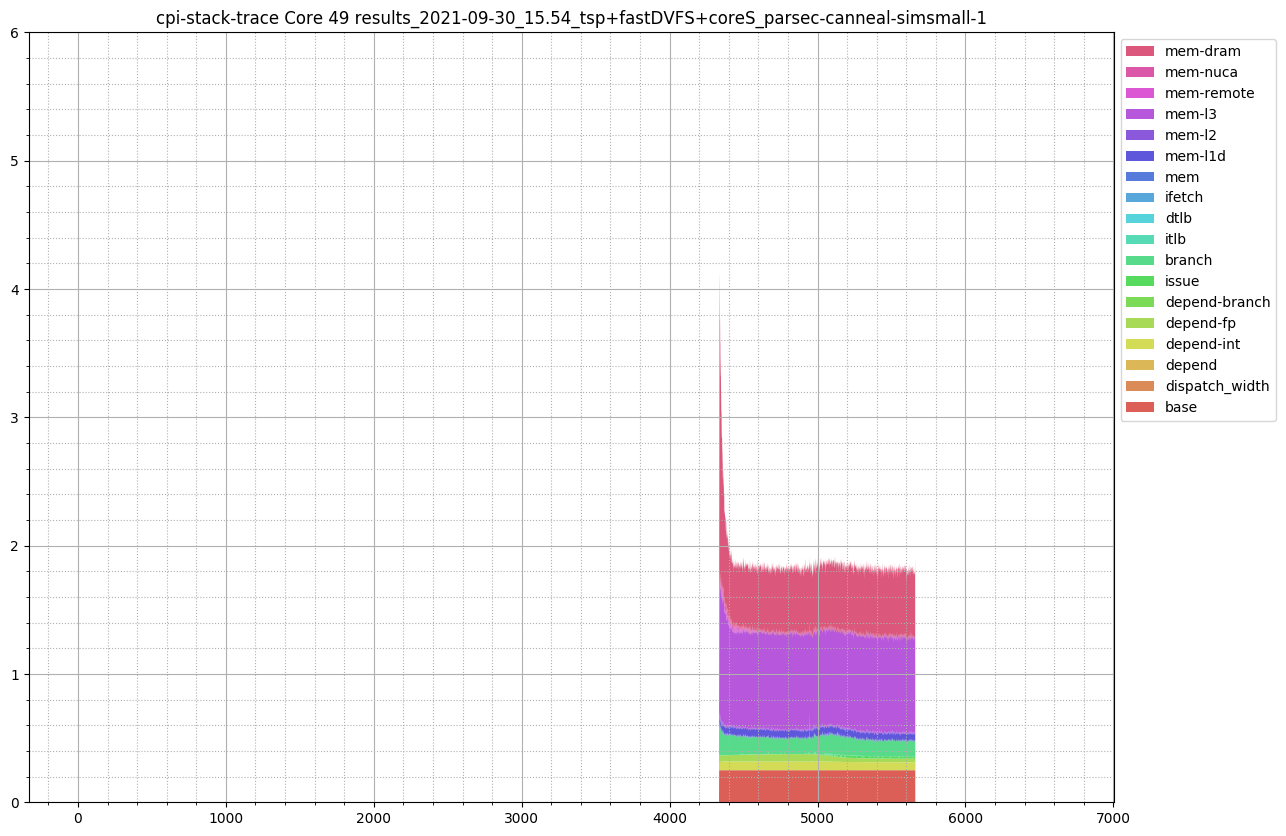 cpi-stack-trace Core 49 results_2021-09-30_15.54_tsp+fastDVFS+coreS_parsec-canneal-simsmall-1
6
5
4
3
2
1
0
0 1000 2000 3000 4000 5000 6000 7000
mem-dram
mem-nuca
mem-remote
mem-l3
mem-l2
mem-l1d
mem
ifetch
dtlb
itlb
branch
issue
depend-branch
depend-fp
depend-int
depend
dispatch_width
base